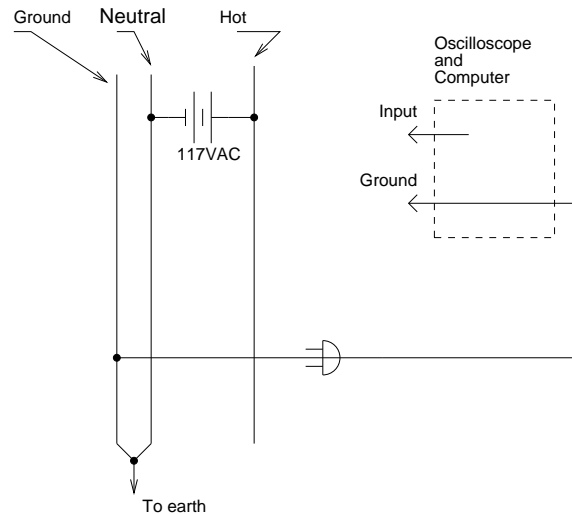 Ground
Neutral
Hot
Oscilloscope
and
Computer
Input
117VAC
Ground
To earth